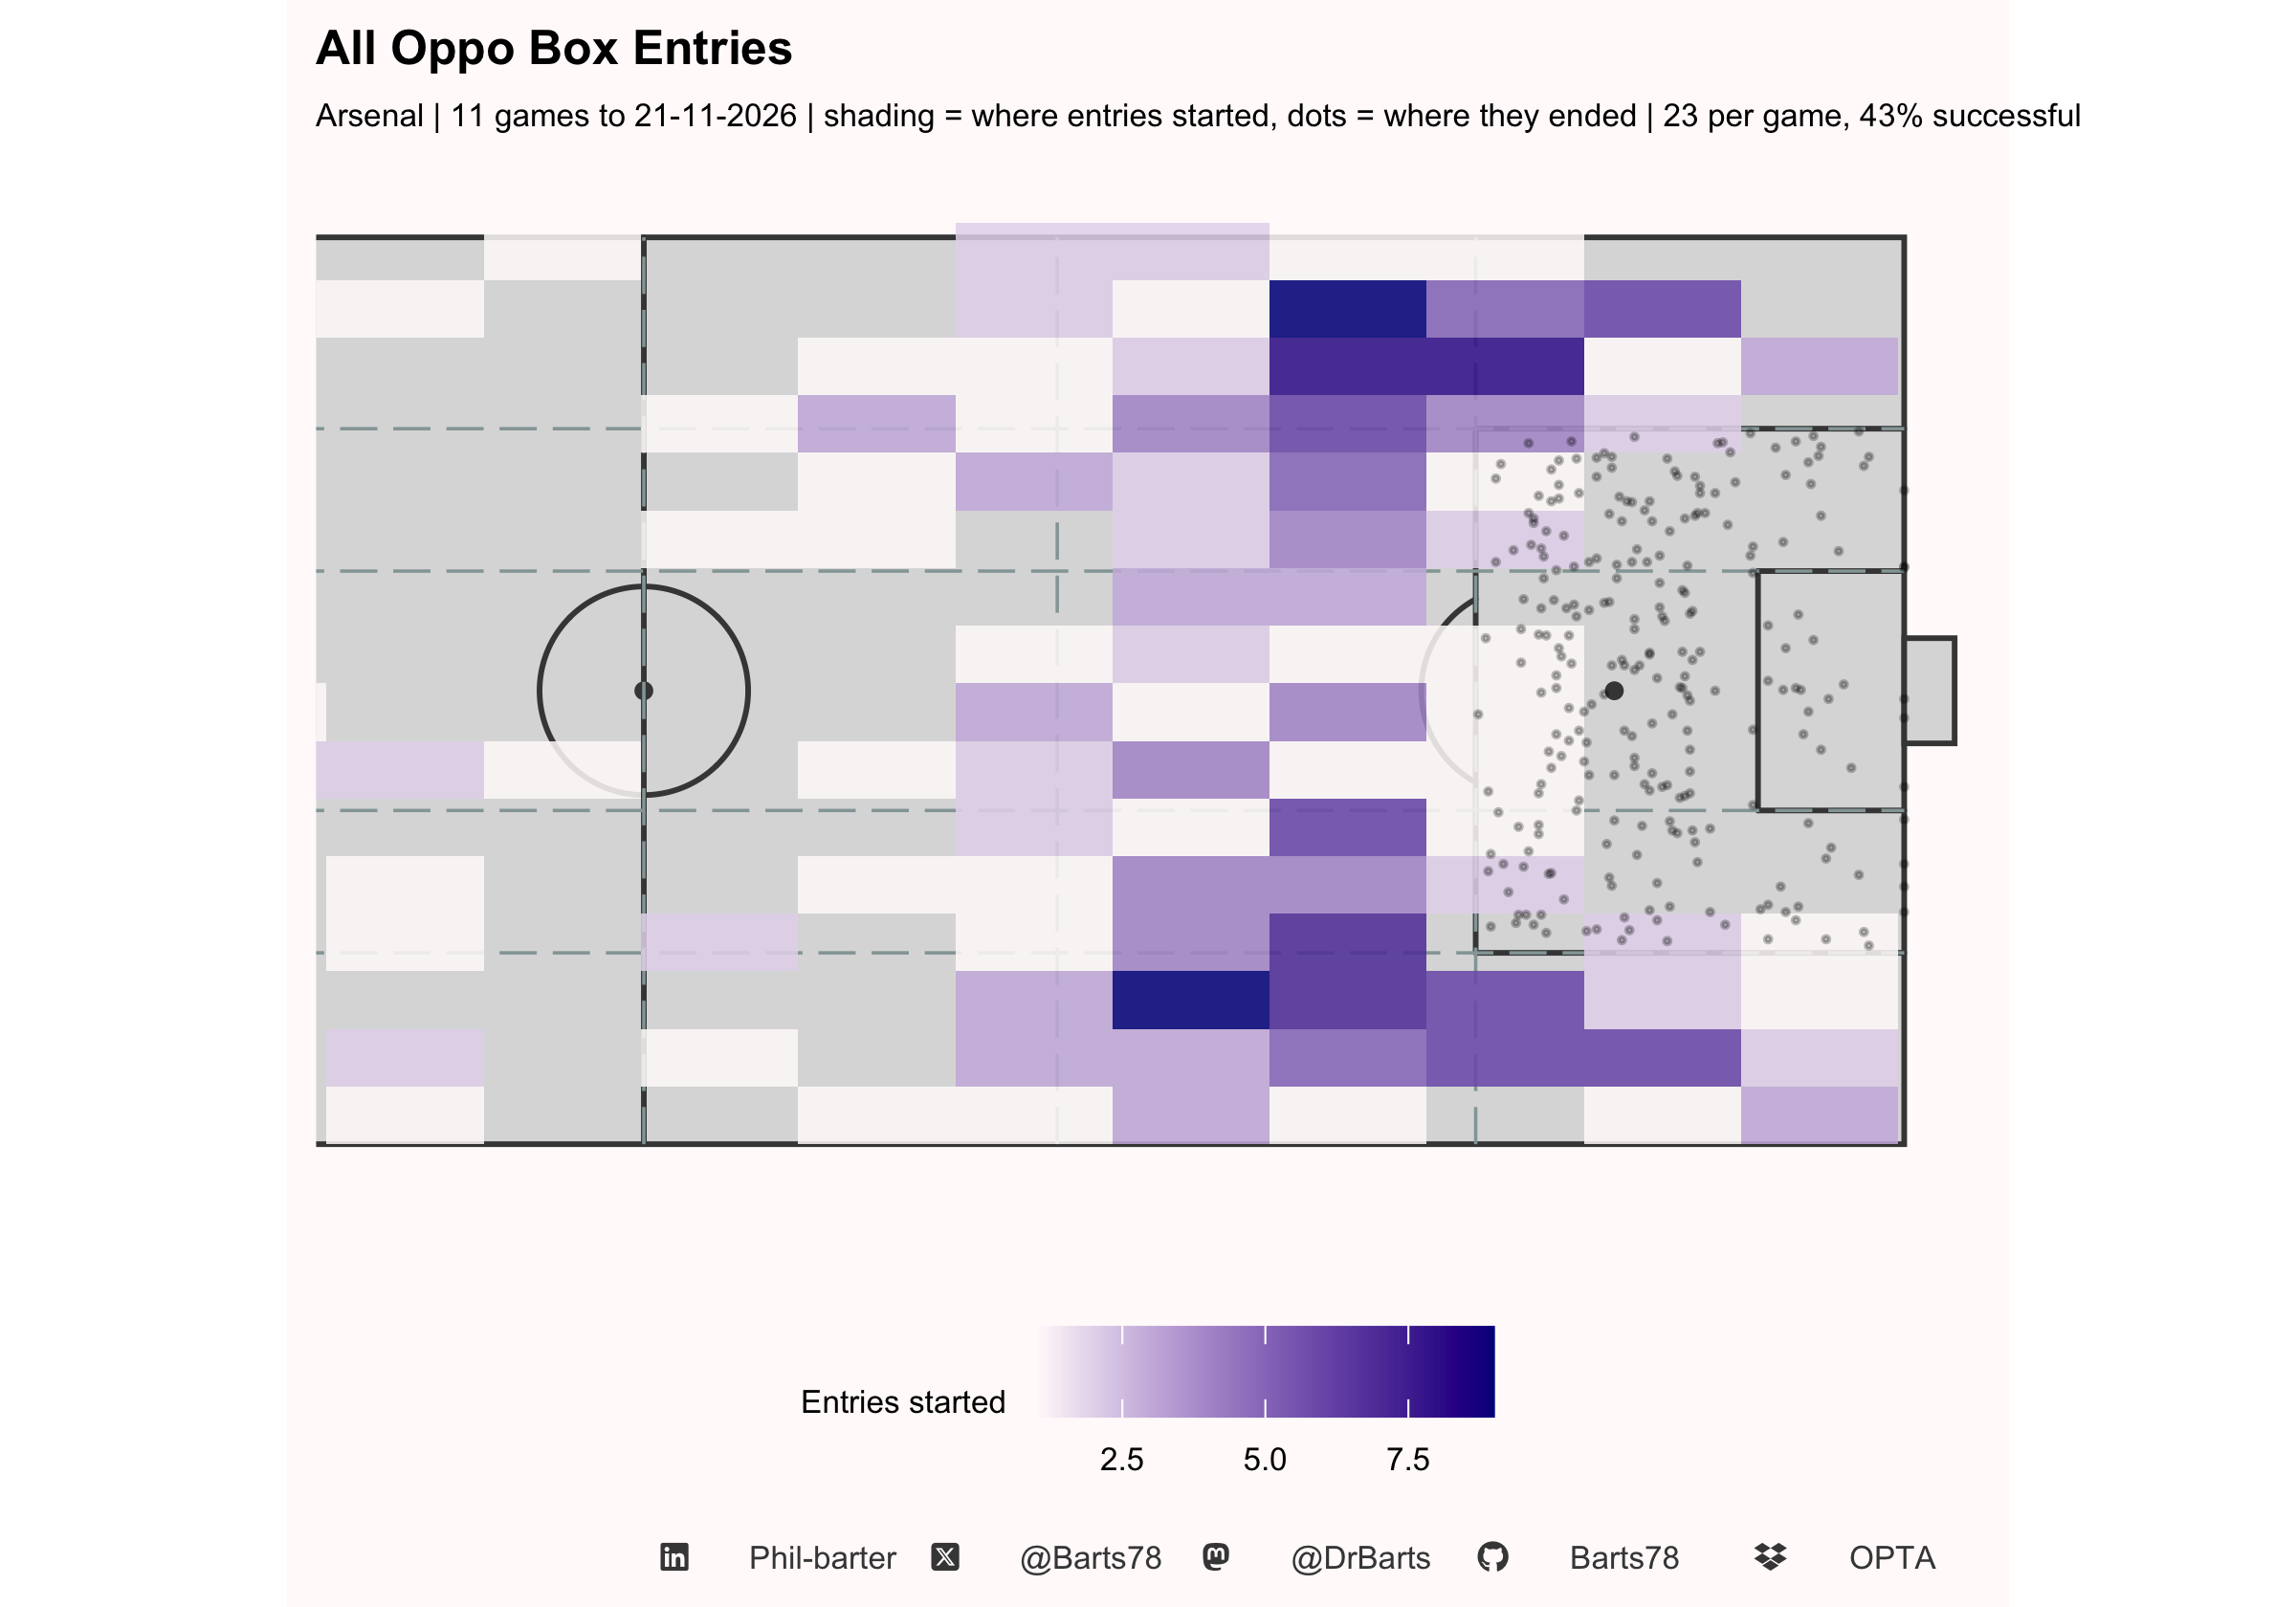 All Oppo Box Entries
Arsenal | 11 games to 21-11-2026 | shading = where entries started, dots = where they ended | 23 per game, 43% successful
Entries started
2.5 5.0 7.5
Phil-barter @Barts78 @DrBarts Barts78 OPTA